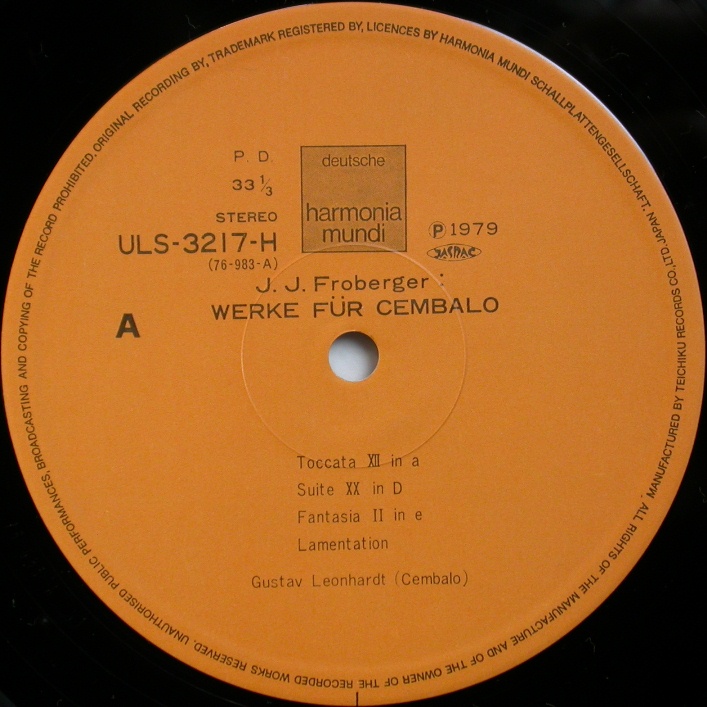 ORIGINAL RECORDING BY, TRADEMARK REGISTERED BY, LICENCES BY HARMONIA MUNDI SCHALLPLATTENGESELLSCHAFT. MANUFACTURED BY TEICHIKU RECORDS CO., LTD. JAPAN
ALL RIGHTS OF THE MANUFACTURE AND OF THE OWNER OF THE RECORDED WORKS RESERVED. UNAUTHORISED PUBLIC PERFORMANCES, BROADCASTING AND COPYING OF THE RECORD PROHIBITED.
P. D.
33 1/3
STEREO
ULS-3217-H
(76-983-A)
deutsche
harmonia
mundi
Ⓟ1979
JASRAC
J. J. Froberger :
WERKE FÜR CEMBALO
A
Toccata XII in a
Suite XX in D
Fantasia II in e
Lamentation
Gustav Leonhardt (Cembalo)